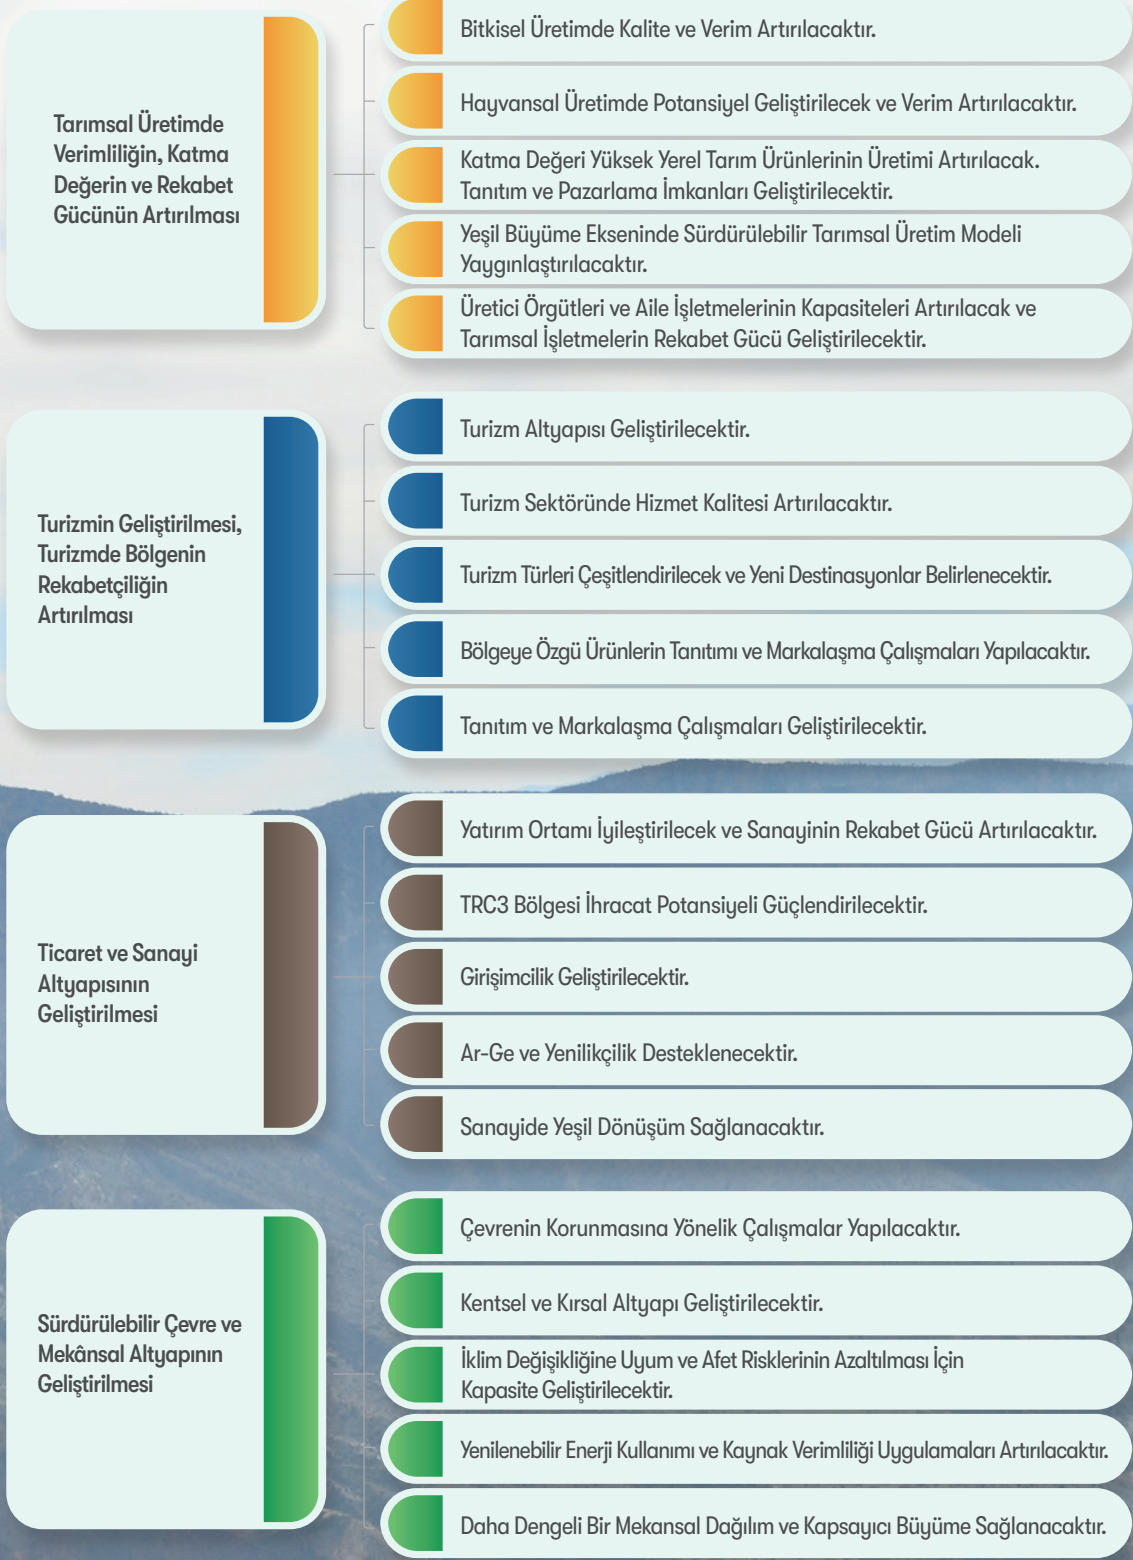 Tarımsal Üretimde
Verimliliğin, Katma
Değerin ve Rekabet
Gücünün Artırılması
Bitkisel Üretimde Kalite ve Verim Artırılacaktır.
Hayvansal Üretimde Potansiyel Geliştirilecek ve Verim Artırılacaktır.
Katma Değeri Yüksek Yerel Tarım Ürünlerinin Üretimi Artırılacak.
Tanıtım ve Pazarlama İmkanları Geliştirilecektir.
Yeşil Büyüme Ekseninde Sürdürülebilir Tarımsal Üretim Modeli
Yaygınlaştırılacaktır.
Üretici Örgütleri ve Aile İşletmelerinin Kapasiteleri Artırılacak ve
Tarımsal İşletmelerin Rekabet Gücü Geliştirilecektir.
Turizmin Geliştirilmesi,
Turizmde Bölgenin
Rekabetçiliğin
Artırılması
Turizm Altyapısı Geliştirilecektir.
Turizm Sektöründe Hizmet Kalitesi Artırılacaktır.
Turizm Türleri Çeşitlendirilecek ve Yeni Destinasyonlar Belirlenecektir.
Bölgeye Özgü Ürünlerin Tanıtımı ve Markalaşma Çalışmaları Yapılacaktır.
Tanıtım ve Markalaşma Çalışmaları Geliştirilecektir.
Ticaret ve Sanayi
Altyapısının
Geliştirilmesi
Yatırım Ortamı İyileştirilecek ve Sanayinin Rekabet Gücü Artırılacaktır.
TRC3 Bölgesi İhracat Potansiyeli Güçlendirilecektir.
Girişimcilik Geliştirilecektir.
Ar-Ge ve Yenilikçilik Desteklenecektir.
Sanayide Yeşil Dönüşüm Sağlanacaktır.
Sürdürülebilir Çevre ve
Mekânsal Altyapının
Geliştirilmesi
Çevrenin Korunmasına Yönelik Çalışmalar Yapılacaktır.
Kentsel ve Kırsal Altyapı Geliştirilecektir.
İklim Değişikliğine Uyum ve Afet Risklerinin Azaltılması İçin
Kapasite Geliştirilecektir.
Yenilenebilir Enerji Kullanımı ve Kaynak Verimliliği Uygulamaları Artırılacaktır.
Daha Dengeli Bir Mekansal Dağılım ve Kapsayıcı Büyüme Sağlanacaktır.